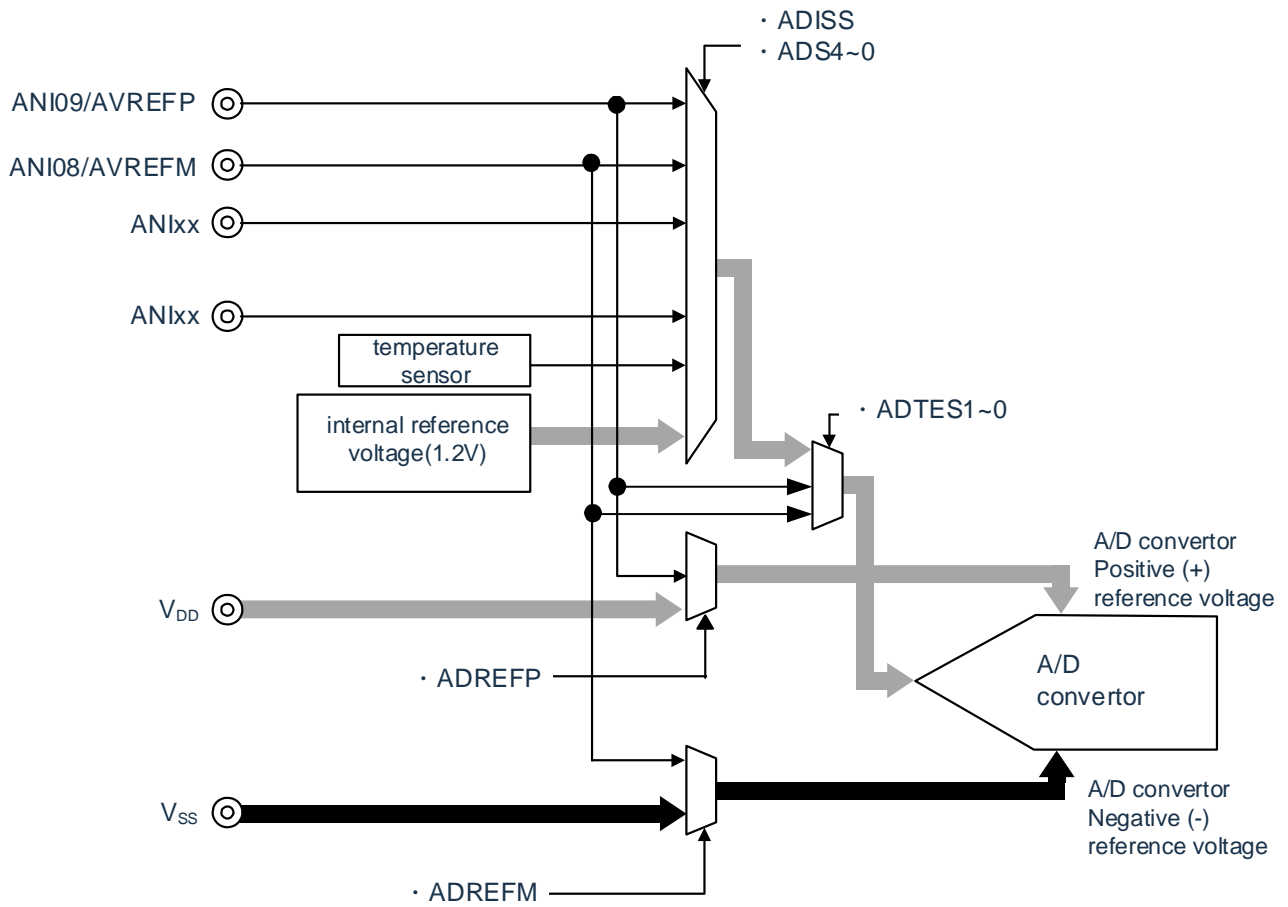 · ADISS
· ADS4~0
ANI09/AVREFP
ANI08/AVREFM
ANIxx
ANIxx
temperature
sensor
internal reference
voltage(1.2V)
· ADTES1~0
A/D convertor
Positive (+)
reference voltage
VDD
A/D
convertor
· ADREFP
VSS
A/D convertor
Negative (-)
reference voltage
· ADREFM